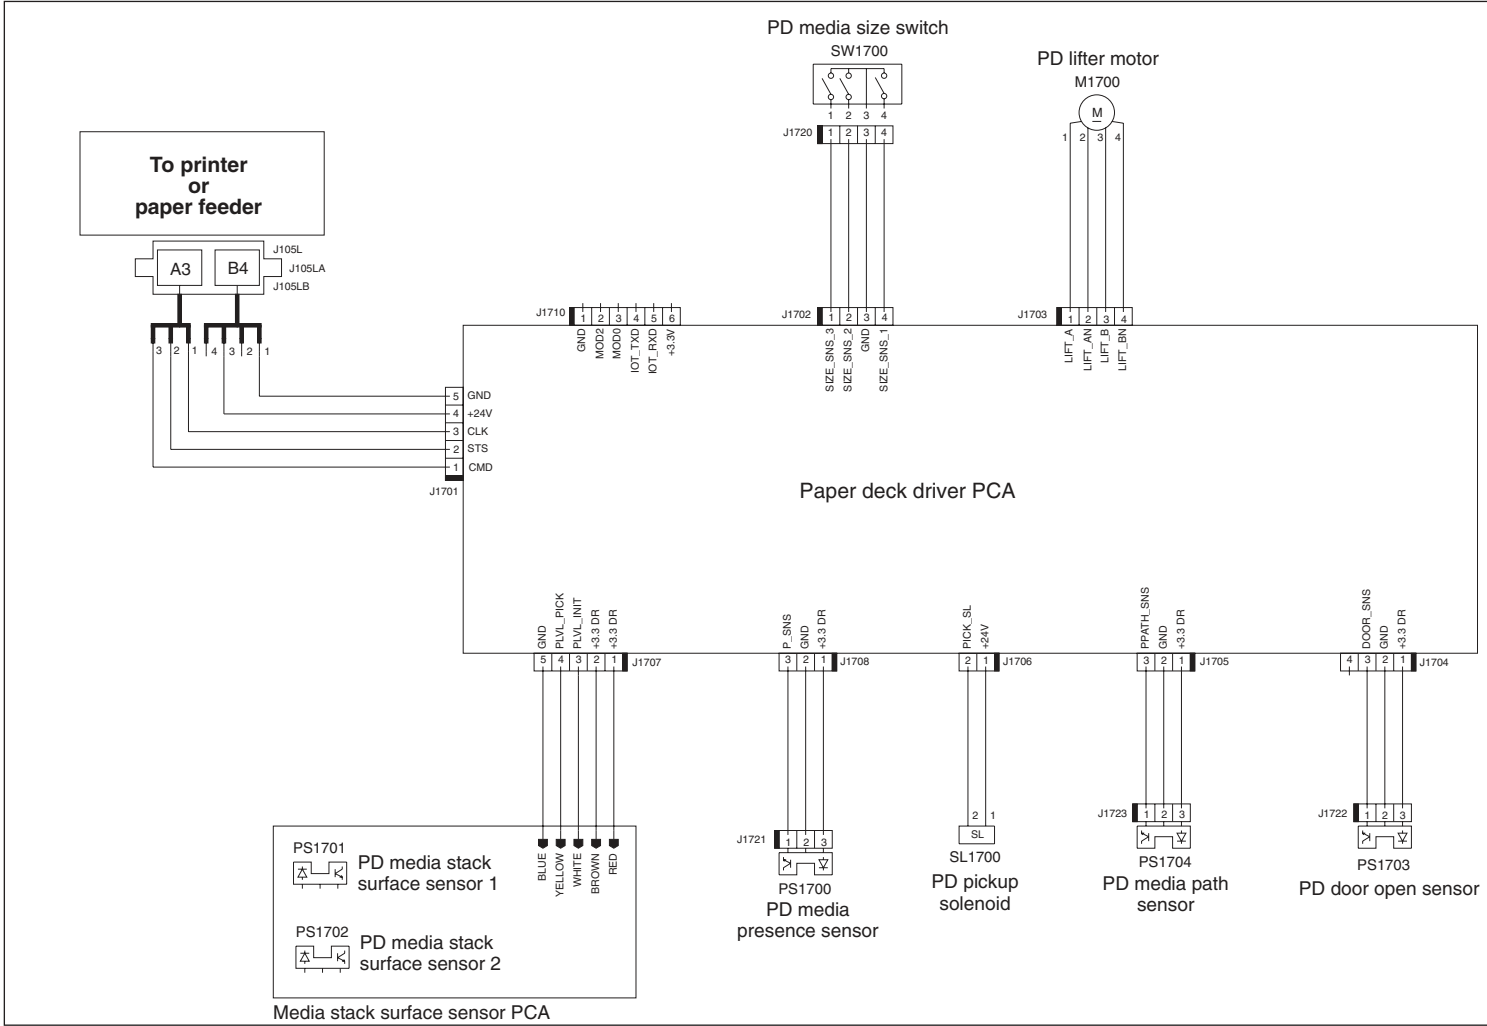 PD media size switch
SW1700
1 2 3 4
J1720
1 2 3 4
PD lifter motor
M1700
M
1 2 3 4
To printer
or
paper feeder
A3
B4
J105L
J105LA
J105LB
3 2 1
4 3 2 1
J1710
1 2 3 4 5 6
GND
MOD2
MOD0
IOT_TXD
IOT_RXD
+3.3V
J1702
1 2 3 4
SIZE_SNS_3
SIZE_SNS_2
GND
SIZE_SNS_1
J1703
1 2 3 4
LIFT_A
LIFT_AN
LIFT_B
LIFT_BN
5 GND
4 +24V
3 CLK
2 STS
1 CMD
J1701
Paper deck driver PCA
GND
PLVL_PICK
PLVL_INIT
+3.3 DR
+3.3 DR
5 4 3 2 1
J1707
P_SNS
GND
+3.3 DR
3 2 1
J1708
PICK_SL
+24V
2 1
J1706
PPATH_SNS
GND
+3.3 DR
3 2 1
J1705
DOOR_SNS
GND
+3.3 DR
4 3 2 1
J1704
BLUE
YELLOW
WHITE
BROWN
RED
PS1701
PD media stack
surface sensor 1
PS1702
PD media stack
surface sensor 2
Media stack surface sensor PCA
J1721
1 2 3
PS1700
PD media
presence sensor
2 1
SL
SL1700
PD pickup
solenoid
J1723
1 2 3
PS1704
PD media path
sensor
J1722
1 2 3
PS1703
PD door open sensor